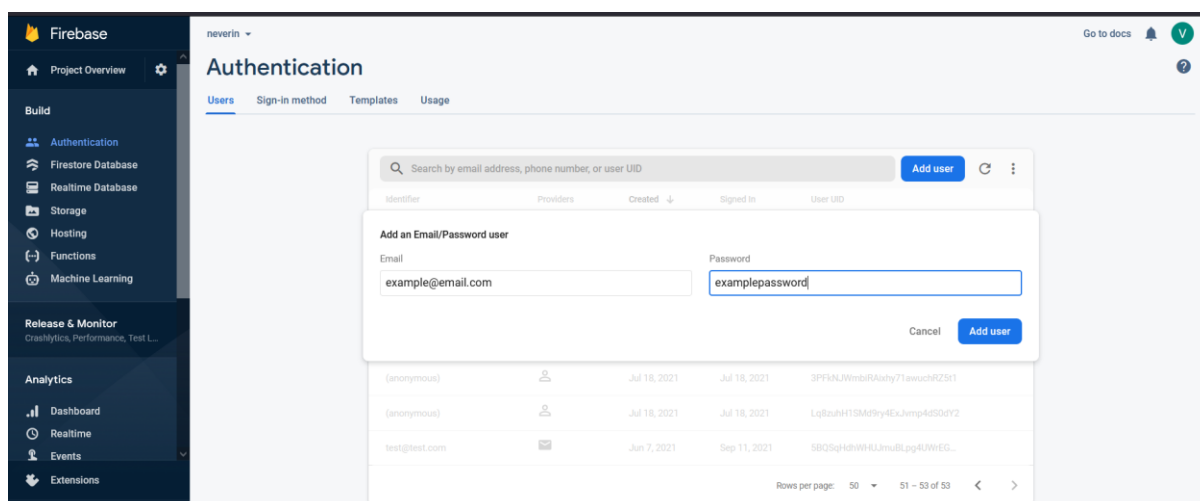 Firebase
neverin
Go to docs
V
Project Overview
Authentication
?
Users Sign-in method Templates Usage
Build
Authentication
Firestore Database
Realtime Database
Storage
Hosting
Functions
Machine Learning
Release & Monitor
Crashlytics, Performance, Test L...
Analytics
Dashboard
Realtime
Events
Extensions
Search by email address, phone number, or user UID
Add user
Identifier Providers Created ↓ Signed In User UID
Add an Email/Password user
Email Password
example@email.com examplepassword
Cancel Add user
(anonymous) Jul 18, 2021 Jul 18, 2021
(anonymous) Jul 18, 2021 Jul 18, 2021
test@test.com Jun 7, 2021 Sep 11, 2021
Rows per page: 50 51 – 53 of 53